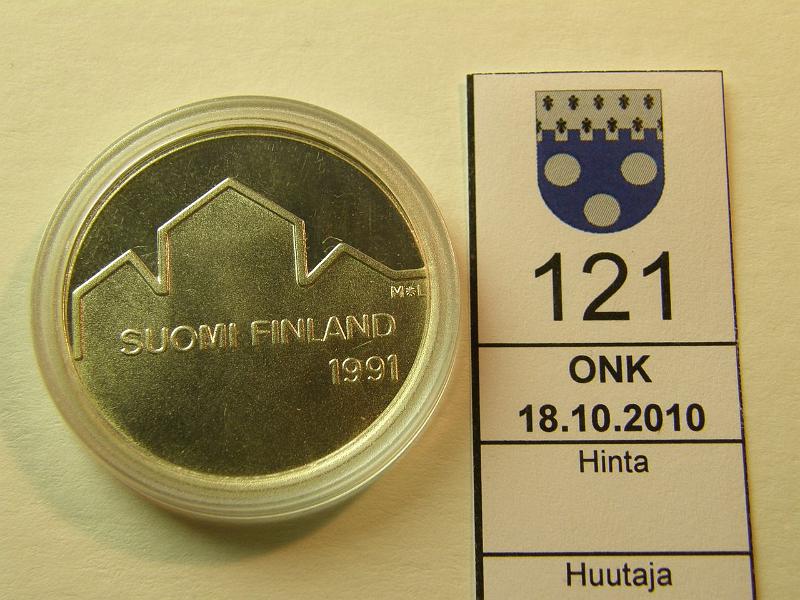 M✻L
SUOMI FINLAND
1991
121
ONK
18.10.2010
Hinta
Huutaja